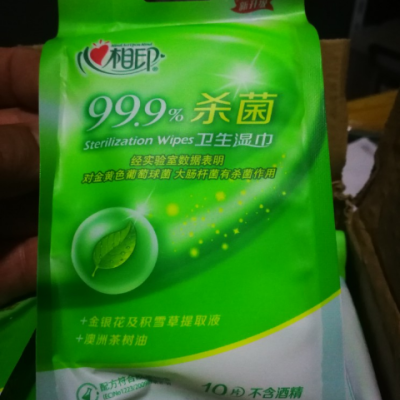 心相印
99.9%杀菌
Sterilization Wipes 卫生湿巾
经实验室数据表明
对金黄色葡萄球菌 大肠杆菌有杀菌作用
+金银花及积雪草提取液
+澳洲茶树油
10片 不含酒精